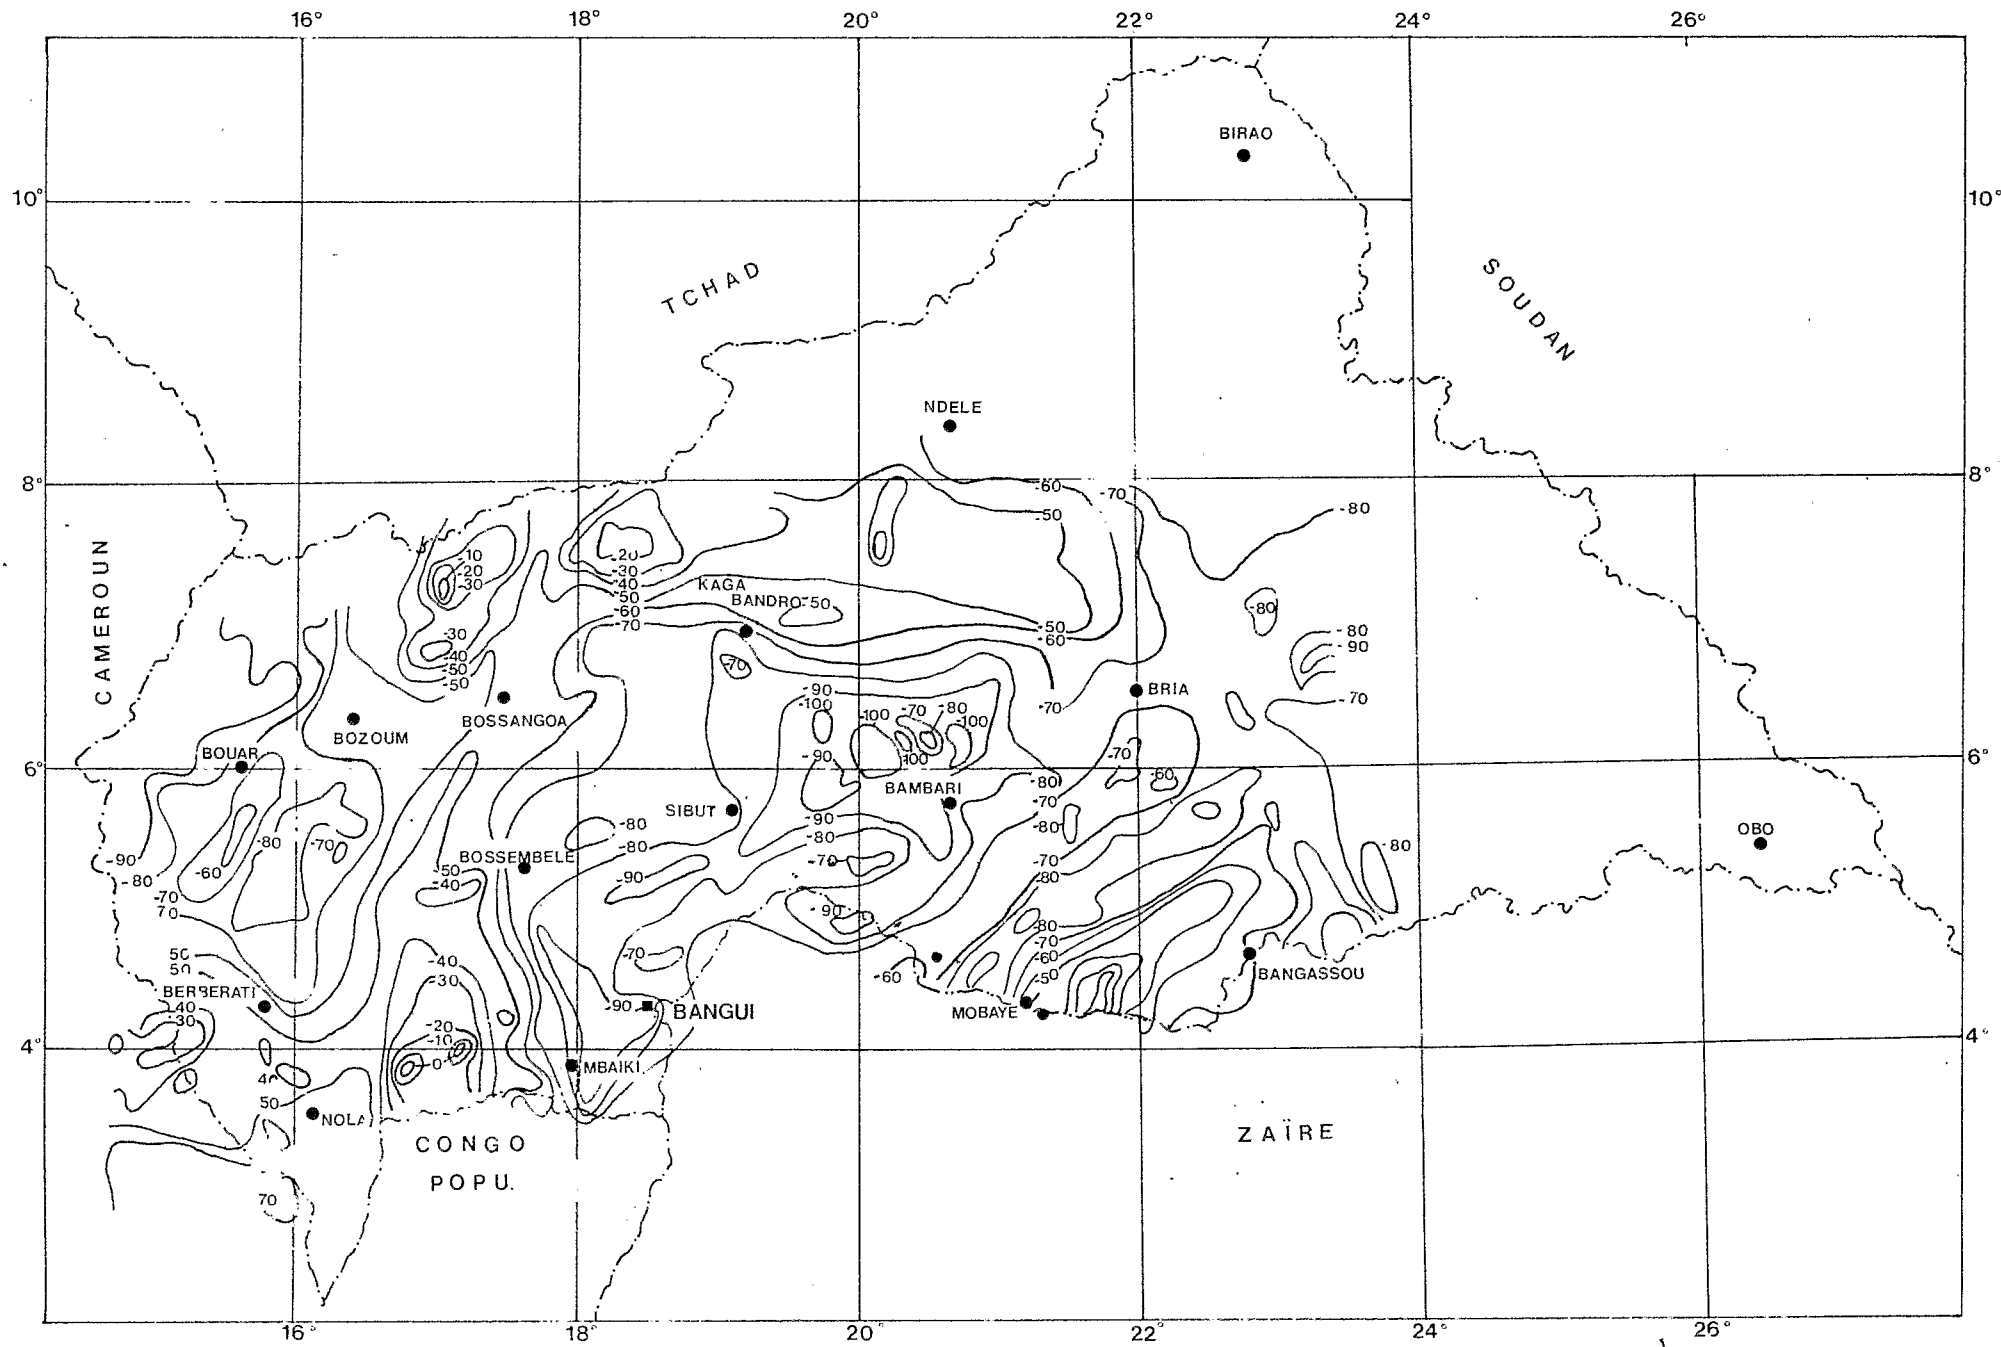 16° 18° 20° 22° 24° 26°
BIRAO
10° 10°
TCHAD
SOUDAN
NDELE
8° 8°
-60 -70
-50 -80
CAMEROUN
-10 -20
-20 -30
-30 -40
KAGA
-50
BANDRO -50 -80
-60
-70 -50 -80
-30 -60 -90
-40 -70
-50
-50
-90 BRIA -70
-100 -70 -80 -70
BOSSANGOA -100 -100
BOZOUM
BOUAR -90 -100 -70
6° 6°
-60
BAMBARI -80
-70
SIBUT
-80 -90 -80 OBO
-80 -70 -80 -80
-90 BOSSEMBELE -70 -70
-60 -50 -80
-80 -40 -90
-70
70 -90
-80
50 -70 -70
50 -40 -60
-30 -60 -50 BANGASSOU
BERBERATI
40 -90 BANGUI MOBAYE
30 -20
-10
4° 4°
0 MBAIKI
40
50
NOLA
CONGO ZAÏRE
POPU.
70
16° 18° 20° 22° 24° 26°